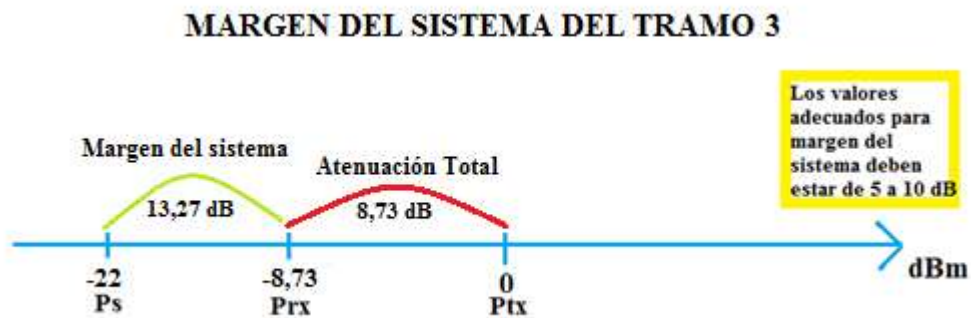 MARGEN DEL SISTEMA DEL TRAMO 3
Los valores
adecuados para
margen del
sistema deben
estar de 5 a 10 dB
Margen del sistema
Atenuación Total
13,27 dB
8,73 dB
dBm
-22
-8,73
0
Ps
Prx
Ptx